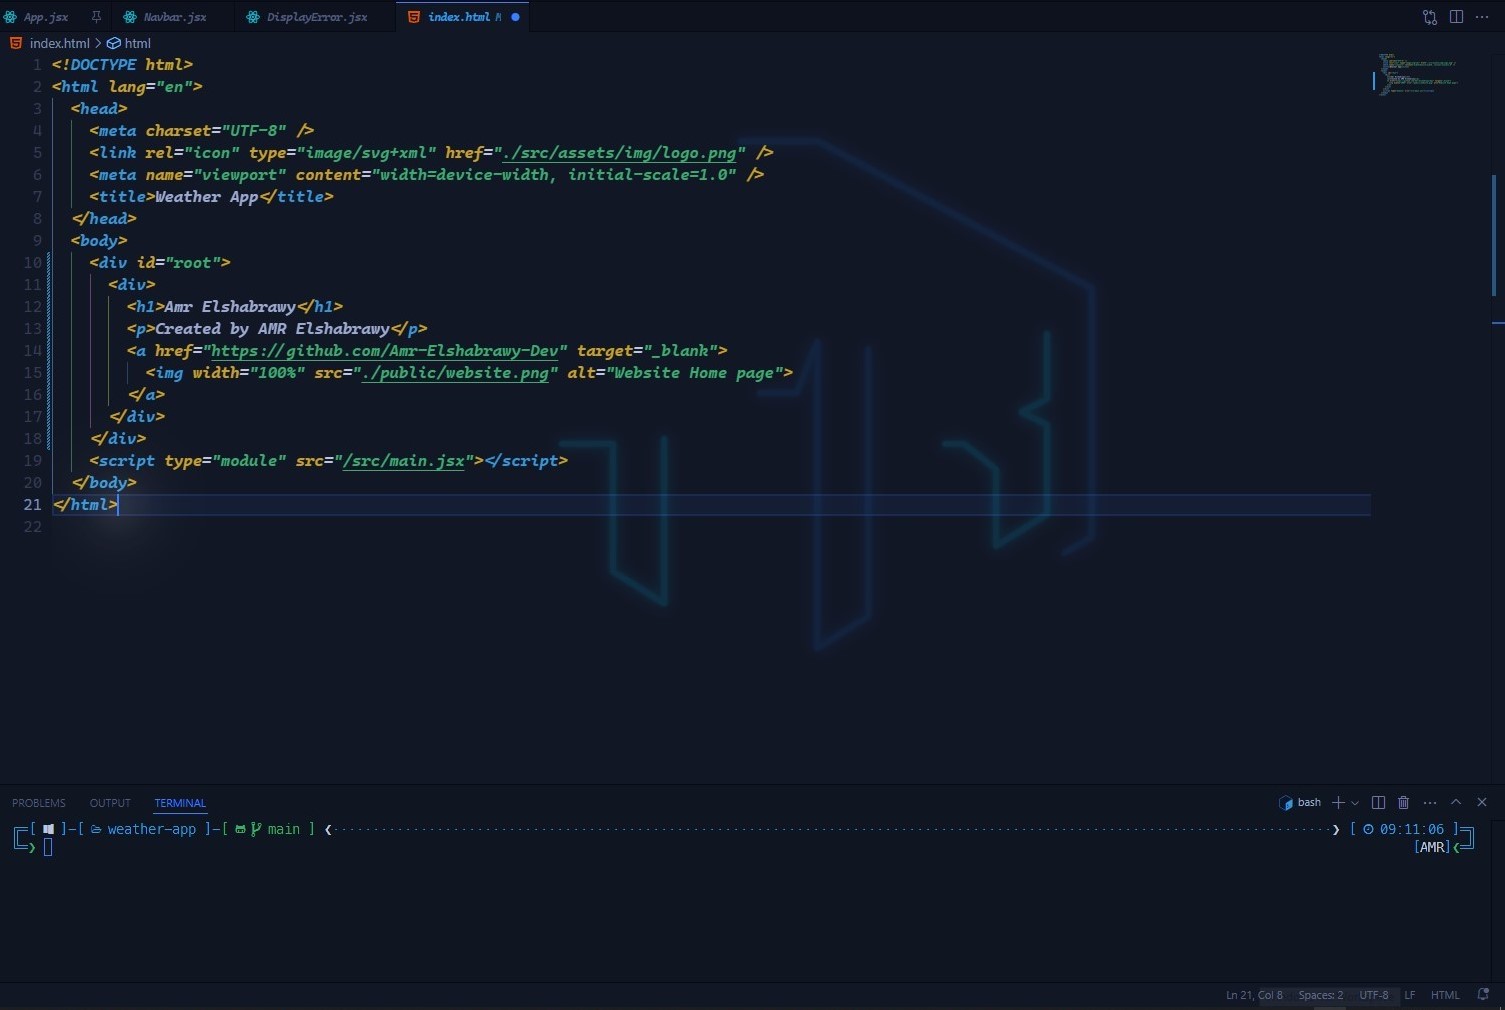 App.jsx
Navbar.jsx
DisplayError.jsx
index.html M
index.html > html
1 <!DOCTYPE html>
2 <html lang="en">
3 <head>
4 <meta charset="UTF-8" />
5 <link rel="icon" type="image/svg+xml" href="./src/assets/img/logo.png" />
6 <meta name="viewport" content="width=device-width, initial-scale=1.0" />
7 <title>Weather App</title>
8 </head>
9 <body>
10 <div id="root">
11 <div>
12 <h1>Amr Elshabrawy</h1>
13 <p>Created by AMR Elshabrawy</p>
14 <a href="https://github.com/Amr-Elshabrawy-Dev" target="_blank">
15 <img width="100%" src="./public/website.png" alt="Website Home page">
16 </a>
17 </div>
18 </div>
19 <script type="module" src="/src/main.jsx"></script>
20 </body>
21 </html>
22
PROBLEMS OUTPUT TERMINAL
bash
[ ]-[ weather-app ]-[ main ] [ 09:11:06 ]
[AMR]
Ln 21, Col 8 Spaces: 2 UTF-8 LF HTML